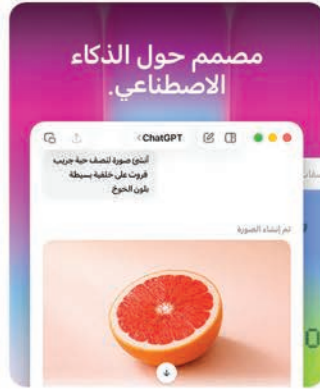 مصمم حول الذكاء
الاصطناعي.
ChatGPT
أنشئ صورة لنصف حبة جريب
فروت على خلفية بسيطة
بلون الخوخ
تم إنشاء الصورة